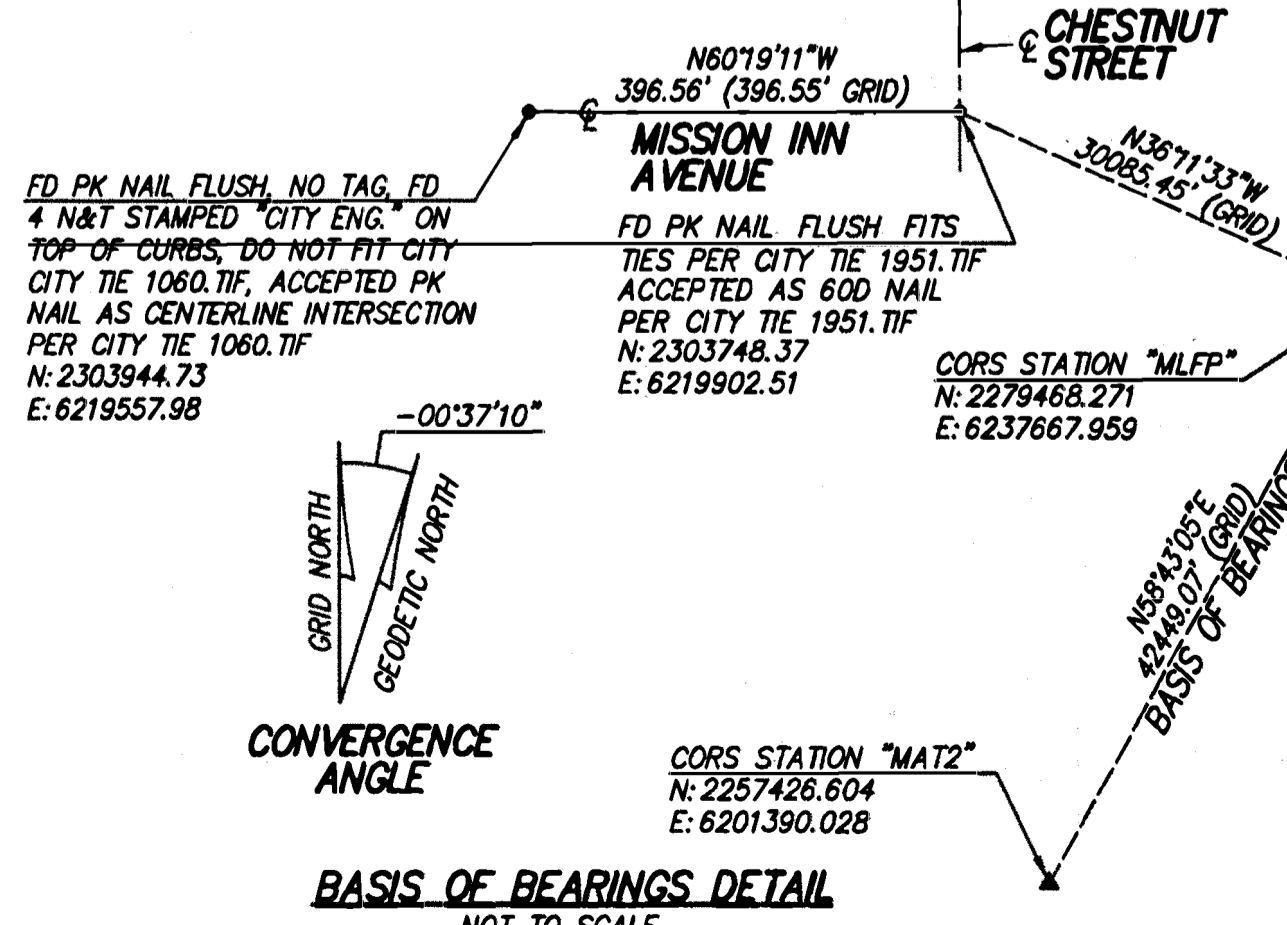 ℄ CHESTNUT
STREET
N60°19'11"W
396.56' (396.55' GRID)
℄
MISSION INN
AVENUE
N36°11'33"W
30085.45' (GRID)
FD PK NAIL FLUSH, NO TAG, FD
4 N&T STAMPED "CITY ENG." ON
TOP OF CURBS, DO NOT FIT CITY
CITY TIE 1060.TIF, ACCEPTED PK
NAIL AS CENTERLINE INTERSECTION
PER CITY TIE 1060.TIF
N: 2303944.73
E: 6219557.98
FD PK NAIL FLUSH FITS
TIES PER CITY TIE 1951.TIF
ACCEPTED AS 60D NAIL
PER CITY TIE 1951.TIF
N: 2303748.37
E: 6219902.51
CORS STATION "MLFP"
N: 2279468.271
E: 6237667.959
-00°37'10"
GRID NORTH
GEODETIC NORTH
CONVERGENCE
ANGLE
N58°43'05"E
42449.07' (GRID)
BASIS OF BEARINGS
CORS STATION "MAT2"
N: 2257426.604
E: 6201390.028
BASIS OF BEARINGS DETAIL
NOT TO SCALE